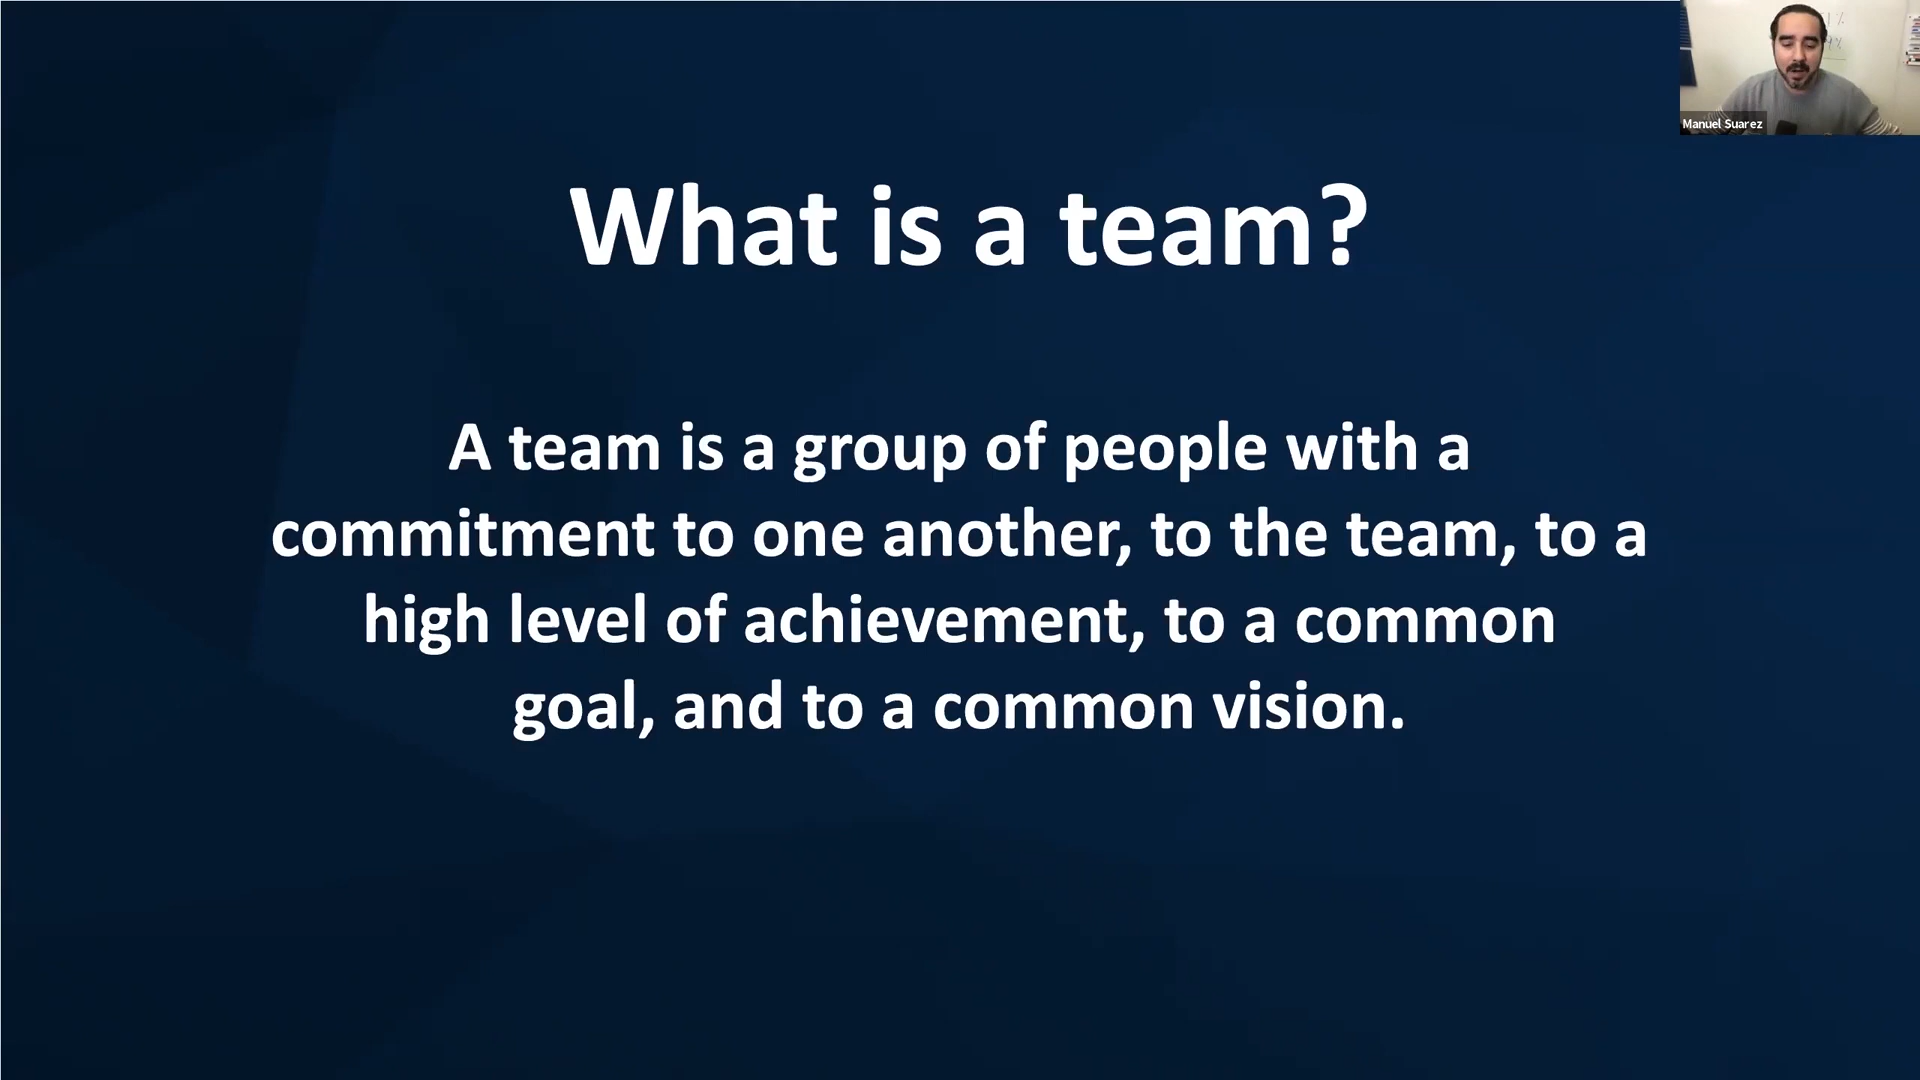 Manuel Suarez
What is a team?
A team is a group of people with a
commitment to one another, to the team, to a
high level of achievement, to a common
goal, and to a common vision.